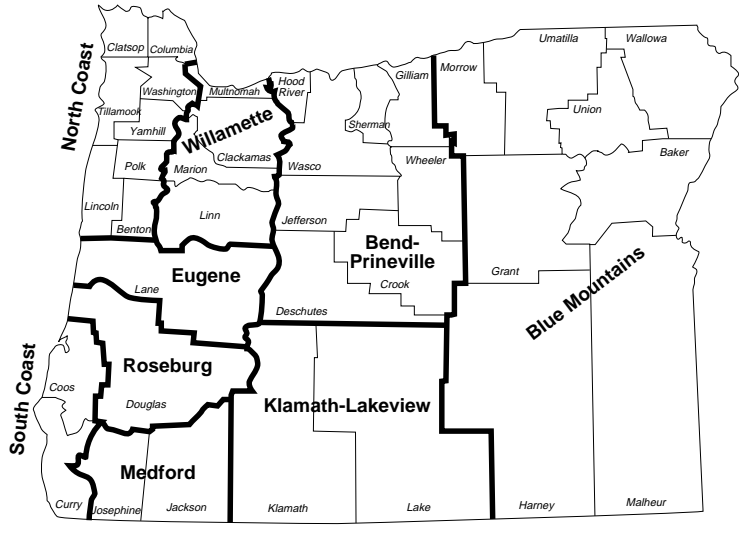 Clatsop
Columbia
North Coast
Washington
Multnomah
Hood
River
Gilliam
Morrow
Umatilla
Wallowa
Tillamook
Yamhill
Willamette
Sherman
Union
Polk
Marion
Clackamas
Wasco
Wheeler
Baker
Lincoln
Benton
Linn
Jefferson
Bend-
Prineville
Eugene
Lane
Crook
Grant
Blue Mountains
Deschutes
South Coast
Coos
Roseburg
Douglas
Klamath-Lakeview
Medford
Curry
Josephine
Jackson
Klamath
Lake
Harney
Malheur